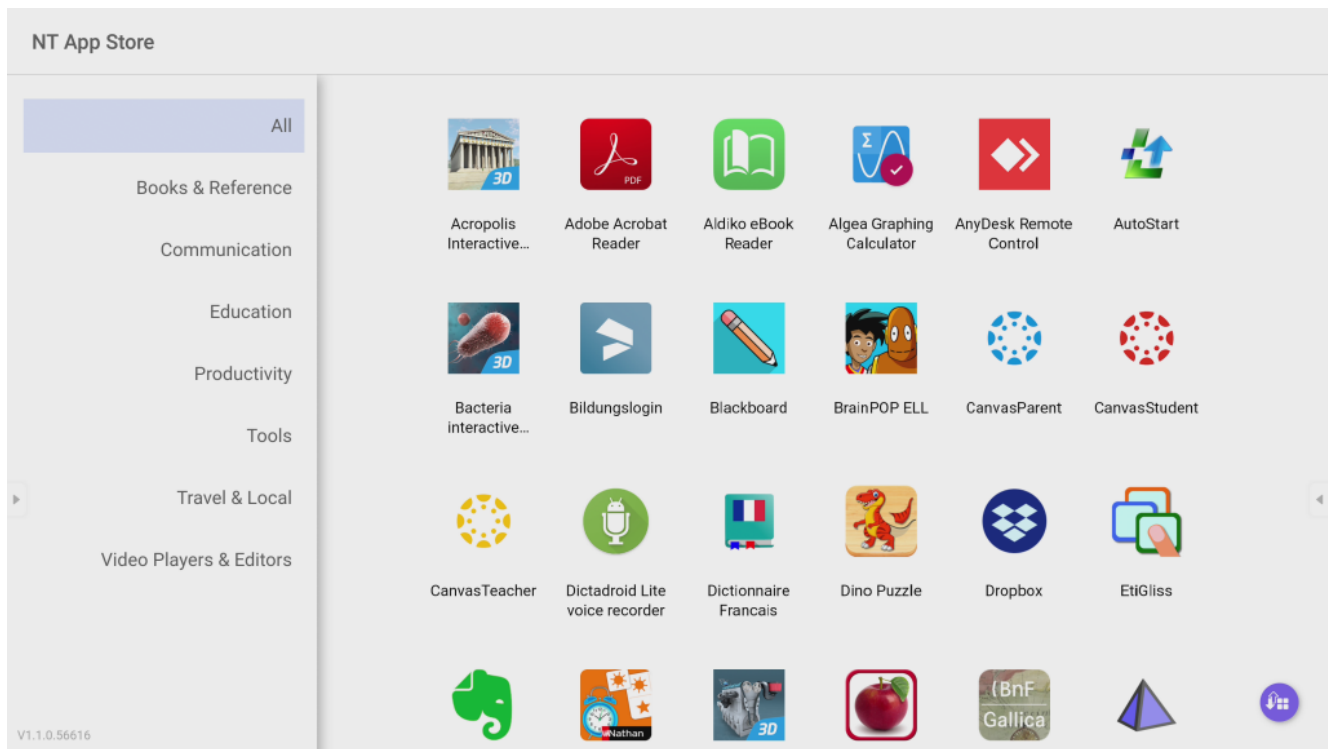 NT App Store
All
Books & Reference
Communication
Education
Productivity
Tools
Travel & Local
Video Players & Editors
V1.1.0.56616
3D
PDF
Σ
Acropolis
Interactive...
Adobe Acrobat
Reader
Aldiko eBook
Reader
Algea Graphing
Calculator
AnyDesk Remote
Control
AutoStart
3D
Bacteria
interactive...
Bildungslogin
Blackboard
BrainPOP ELL
CanvasParent
CanvasStudent
CanvasTeacher
Dictadroid Lite
voice recorder
Dictionnaire
Francais
Dino Puzzle
Dropbox
EtiGliss
Nathan
3D
(BnF
Gallica